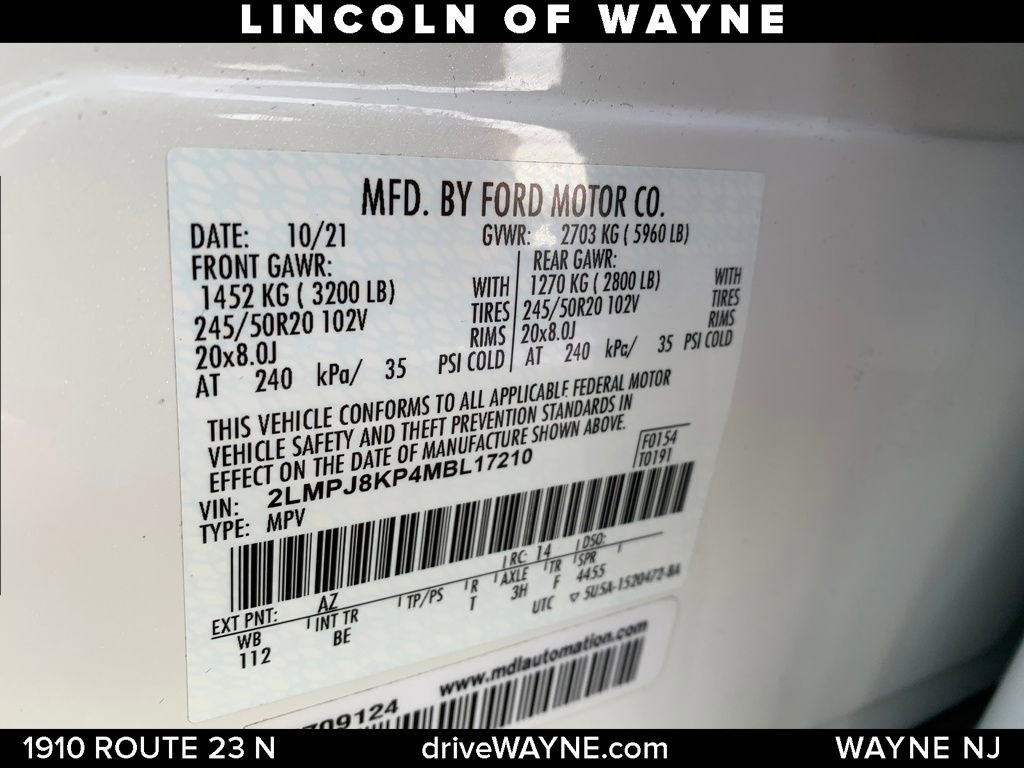 LINCOLN OF WAYNE
MFD. BY FORD MOTOR CO.
DATE: 10/21 GVWR: 2703 KG ( 5960 LB)
FRONT GAWR: REAR GAWR:
1452 KG ( 3200 LB) WITH 1270 KG ( 2800 LB) WITH
245/50R20 102V TIRES 245/50R20 102V TIRES
20x8.0J RIMS 20x8.0J RIMS
AT 240 kPa/ 35 PSI COLD AT 240 kPa/ 35 PSI COLD
THIS VEHICLE CONFORMS TO ALL APPLICABLE FEDERAL MOTOR
VEHICLE SAFETY AND THEFT PREVENTION STANDARDS IN
EFFECT ON THE DATE OF MANUFACTURE SHOWN ABOVE.
F0154
T0191
VIN: 2LMPJ8KP4MBL17210
TYPE: MPV
EXT PNT: AZ RC: 14 DSO:
WB INT TR TP/PS R AXLE TR SPR
112 BE T 3H F 4455
UTC ▽ 5U5A-1520472-BA
www.mdlautomation.com
709124
1910 ROUTE 23 N driveWAYNE.com WAYNE NJ